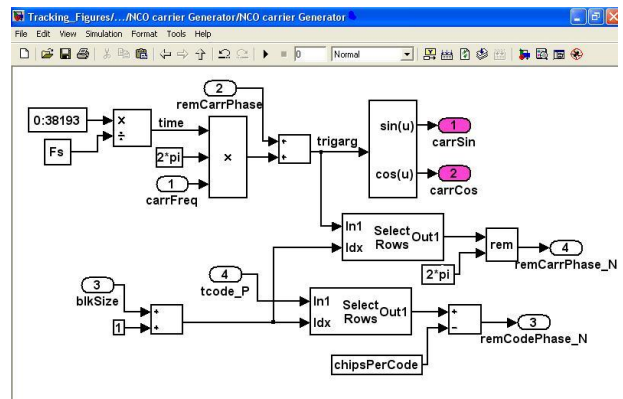 Tracking_Figures/.../NCO carrier Generator/NCO carrier Generator
File Edit View Simulation Format Tools Help
0
Normal
2
remCarrPhase
0:38193
×
÷
time
Fs
2*pi
×
1
carrFreq
+
+
trigarg
sin(u)
cos(u)
1
carrSin
2
carrCos
In1
Idx
Select
Rows
Out1
rem
2*pi
4
remCarrPhase_N
3
blkSize
1
+
+
4
tcode_P
In1
Idx
Select
Rows
Out1
+
−
chipsPerCode
3
remCodePhase_N